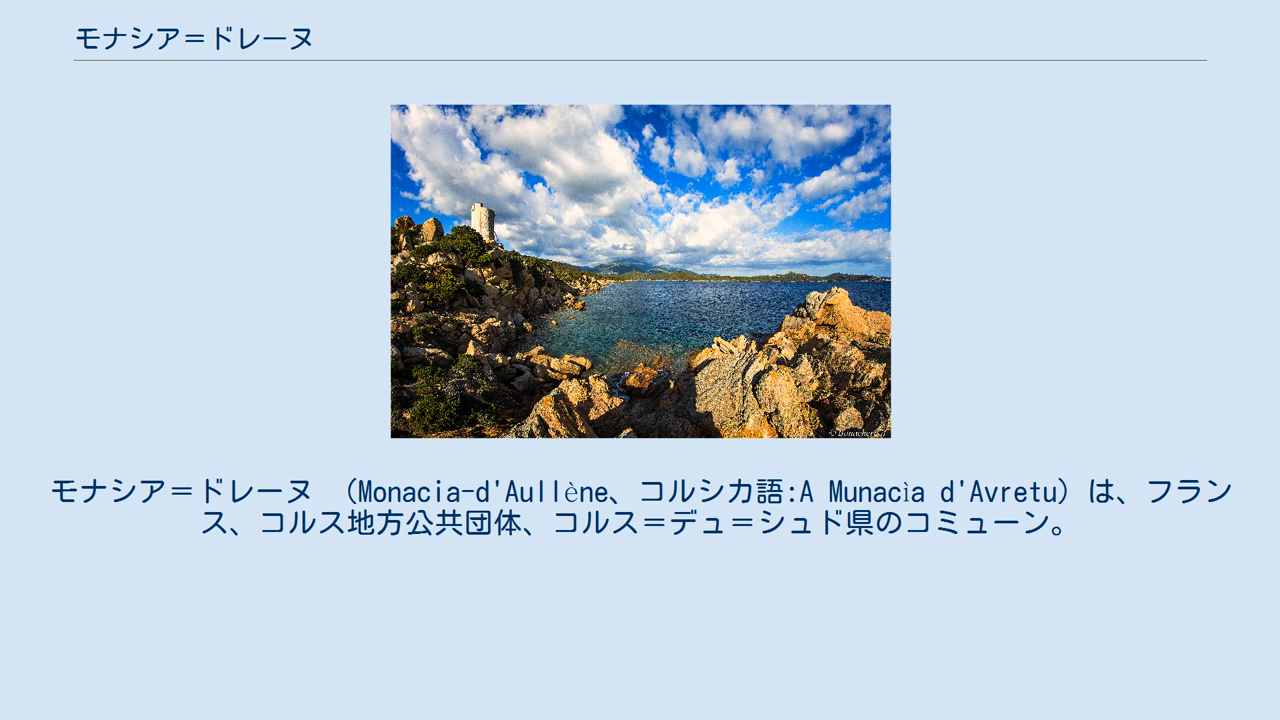 モナシア＝ドレーヌ
モナシア＝ドレーヌ （Monacia-d'Aullène、コルシカ語:A Munacìa d'Avretu）は、フラン
ス、コルス地方公共団体、コルス＝デュ＝シュド県のコミューン。